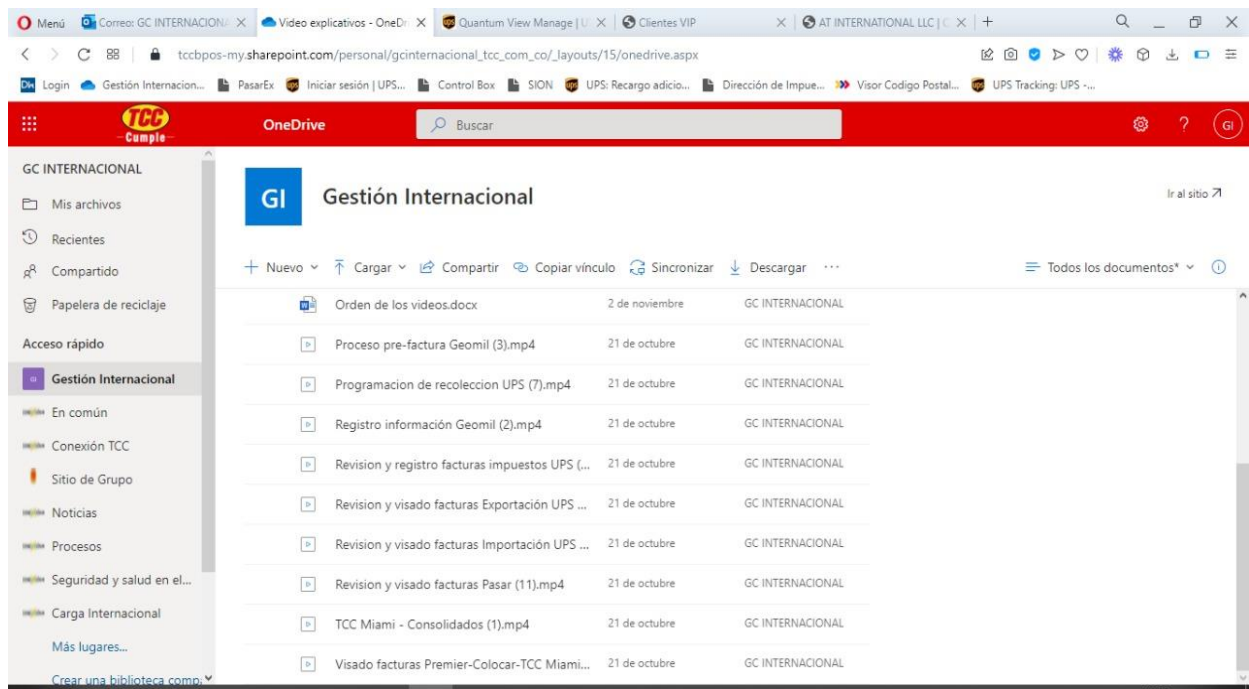 Menú Correo: GC INTERNACION Video explicativos - OneDr Quantum View Manage | U Clientes VIP AT INTERNATIONAL LLC | C
tccbpos-my.sharepoint.com/personal/gcinternacional_tcc_com_co/_layouts/15/onedrive.aspx
Login Gestión Internacion... PasarEx Iniciar sesión | UPS... Control Box SION UPS: Recargo adicio... Dirección de Impue... Visor Codigo Postal... UPS Tracking: UPS -...
TCC
Cumple
OneDrive Buscar ? GI
GC INTERNACIONAL
Mis archivos
Recientes
Compartido
Papelera de reciclaje
Acceso rápido
Gestión Internacional
En común
Conexión TCC
Sitio de Grupo
Noticias
Procesos
Seguridad y salud en el...
Carga Internacional
Más lugares...
Crear una biblioteca comp.
GI Gestión Internacional Ir al sitio
Nuevo Cargar Compartir Copiar vínculo Sincronizar Descargar ... Todos los documentos*
Orden de los videos.docx 2 de noviembre GC INTERNACIONAL
Proceso pre-factura Geomil (3).mp4 21 de octubre GC INTERNACIONAL
Programacion de recoleccion UPS (7).mp4 21 de octubre GC INTERNACIONAL
Registro información Geomil (2).mp4 21 de octubre GC INTERNACIONAL
Revision y registro facturas impuestos UPS (... 21 de octubre GC INTERNACIONAL
Revision y visado facturas Exportación UPS ... 21 de octubre GC INTERNACIONAL
Revision y visado facturas Importación UPS ... 21 de octubre GC INTERNACIONAL
Revision y visado facturas Pasar (11).mp4 21 de octubre GC INTERNACIONAL
TCC Miami - Consolidados (1).mp4 21 de octubre GC INTERNACIONAL
Visado facturas Premier-Colocar-TCC Miami... 21 de octubre GC INTERNACIONAL